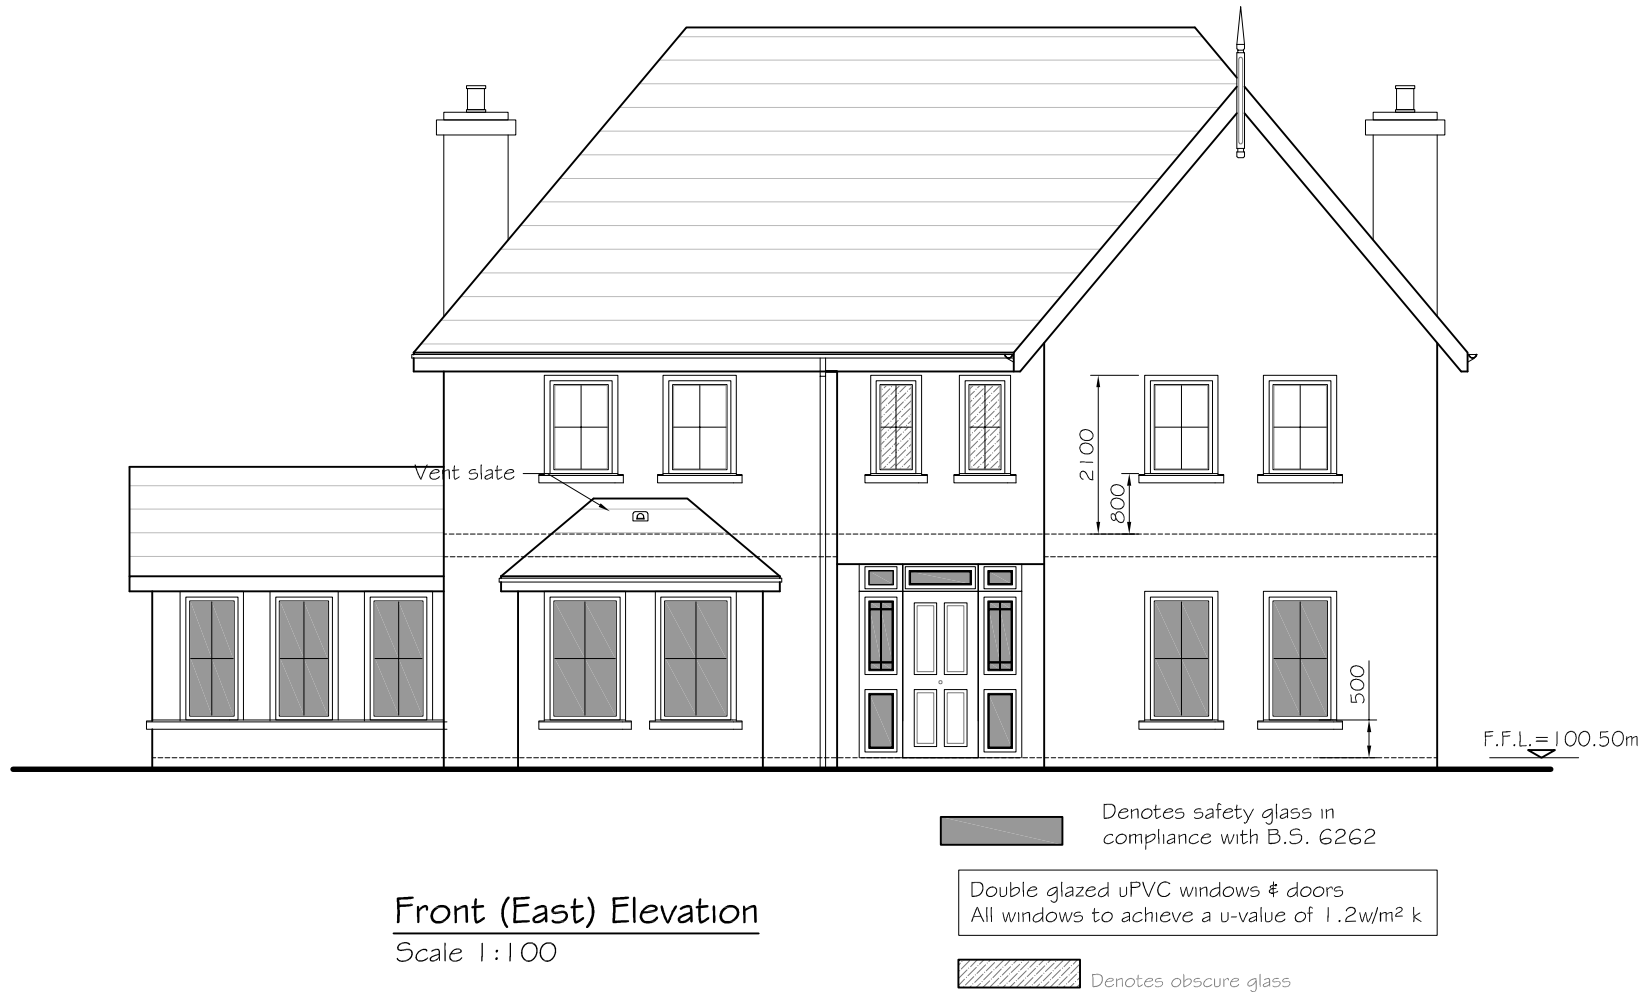 Vent slate
2100
800
500
F.F.L.=100.50m
Denotes safety glass in
compliance with B.S. 6262
Double glazed uPVC windows & doors
All windows to achieve a u-value of 1.2w/m² k
Front (East) Elevation
Scale 1:100
Denotes obscure glass